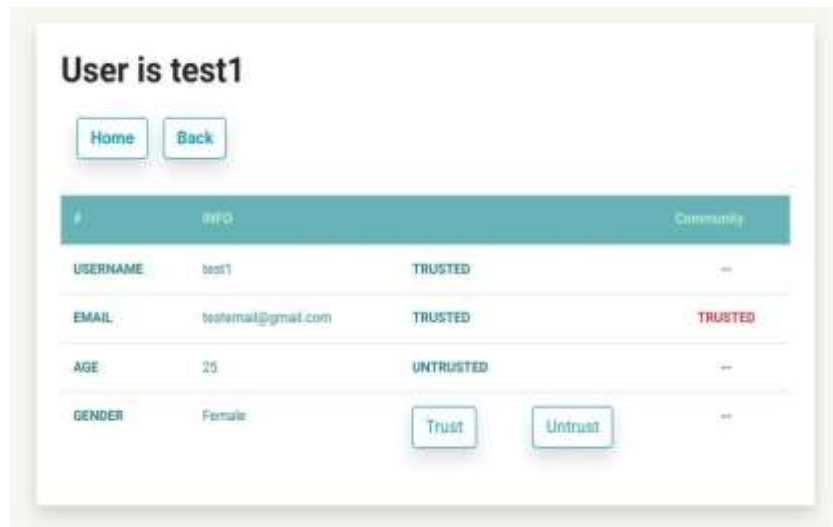 User is test1
Home Back
# INFO Community
USERNAME test1 TRUSTED --
EMAIL testemail@gmail.com TRUSTED TRUSTED
AGE 25 UNTRUSTED --
GENDER Female Trust Untrust --